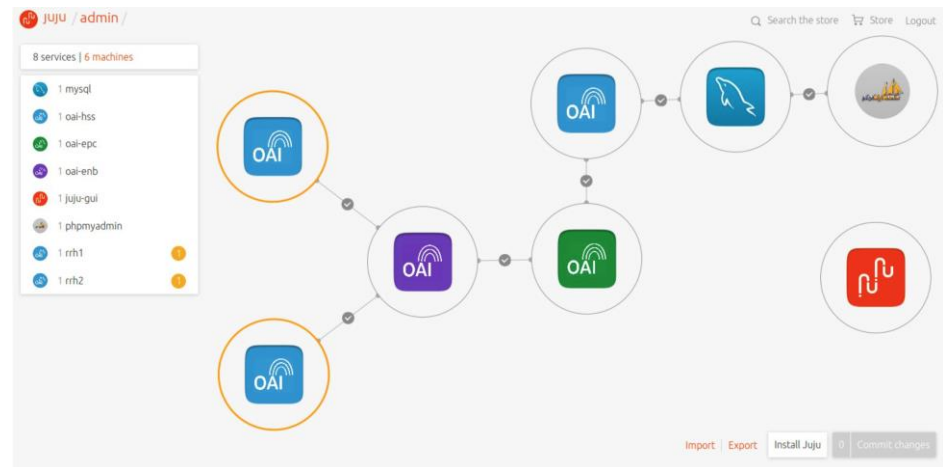 juju / admin /
Search the store Store Logout
8 services | 6 machines
1 mysql
1 oai-hss
1 oai-epc
1 oai-enb
1 juju-gui
1 phpmyadmin
1 rrh1 1
1 rrh2 1
OAI
OAI
OAI
OAI
OAI
Import | Export Install Juju 0 Commit changes